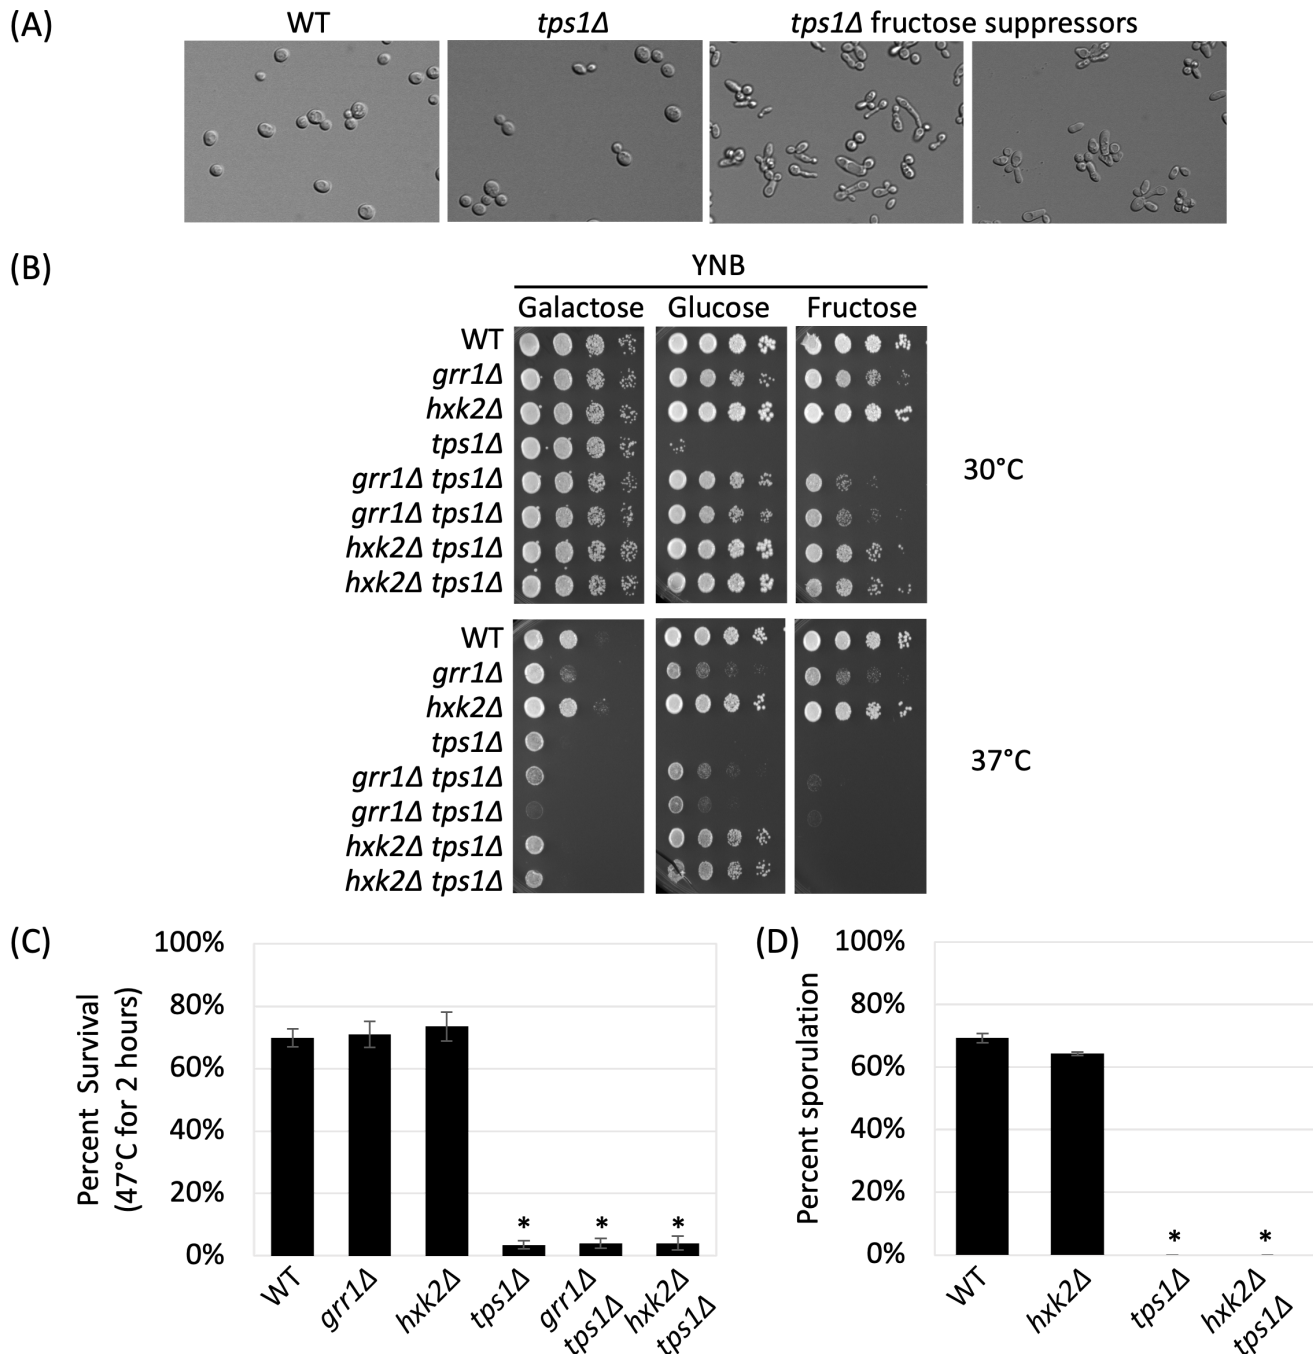 (A)
WT
tps1Δ
tps1Δ fructose suppressors
(B)
YNB
Galactose Glucose Fructose
WT
grr1Δ
hxk2Δ
tps1Δ
grr1Δ tps1Δ
grr1Δ tps1Δ
hxk2Δ tps1Δ
hxk2Δ tps1Δ
30°C
WT
grr1Δ
hxk2Δ
tps1Δ
grr1Δ tps1Δ
grr1Δ tps1Δ
hxk2Δ tps1Δ
hxk2Δ tps1Δ
37°C
(C)
Percent Survival
(47°C for 2 hours)
100%
80%
60%
40%
20%
0%
* * *
WT
grr1Δ
hxk2Δ
tps1Δ
grr1Δ
tps1Δ
hxk2Δ
tps1Δ
(D)
Percent sporulation
100%
80%
60%
40%
20%
0%
* *
WT
hxk2Δ
tps1Δ
hxk2Δ
tps1Δ